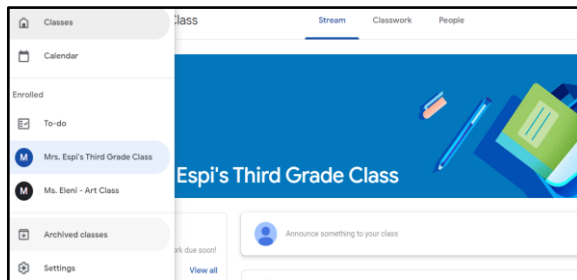 Classes
Calendar
Enrolled
To-do
M Mrs. Espi's Third Grade Class
M Ms. Eleni - Art Class
Archived classes
Settings
Class
Stream Classwork People
Espi's Third Grade Class
rk due soon!
View all
Announce something to your class